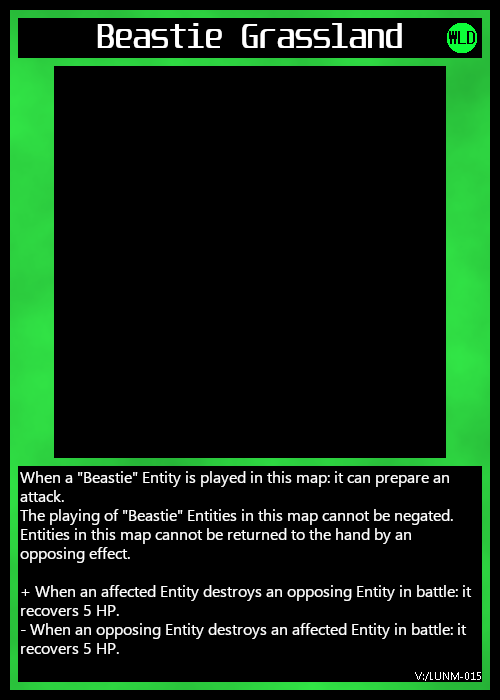 Beastie Grassland
WLD
When a "Beastie" Entity is played in this map: it can prepare an
attack.
The playing of "Beastie" Entities in this map cannot be negated.
Entities in this map cannot be returned to the hand by an
opposing effect.
+ When an affected Entity destroys an opposing Entity in battle: it
recovers 5 HP.
- When an opposing Entity destroys an affected Entity in battle: it
recovers 5 HP.
V:/LUNM-015